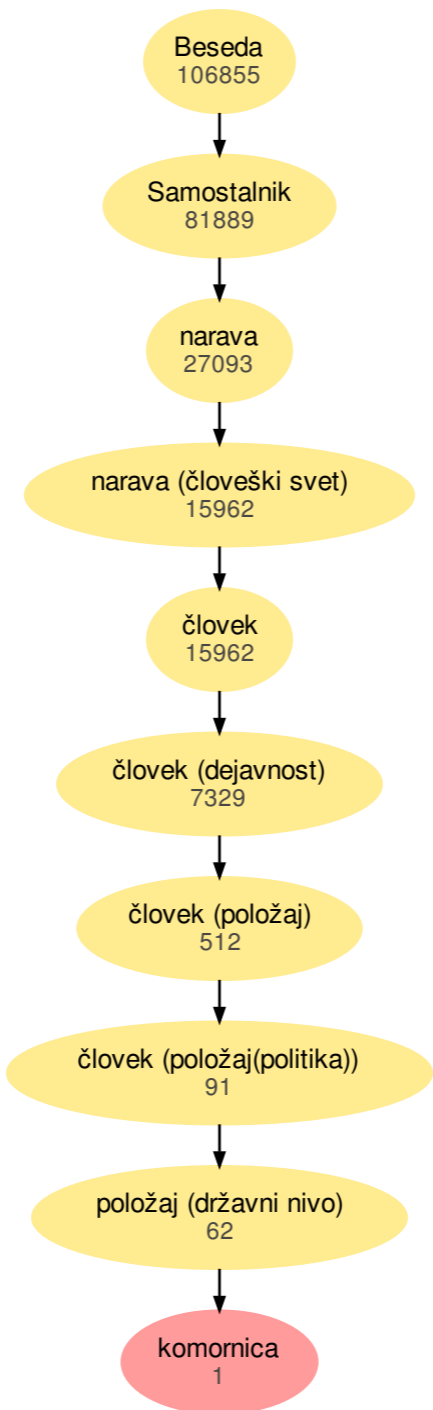 Beseda
106855
Samostalnik
81889
narava
27093
narava (človeški svet)
15962
človek
15962
človek (dejavnost)
7329
človek (položaj)
512
človek (položaj(politika))
91
položaj (državni nivo)
62
komornica
1